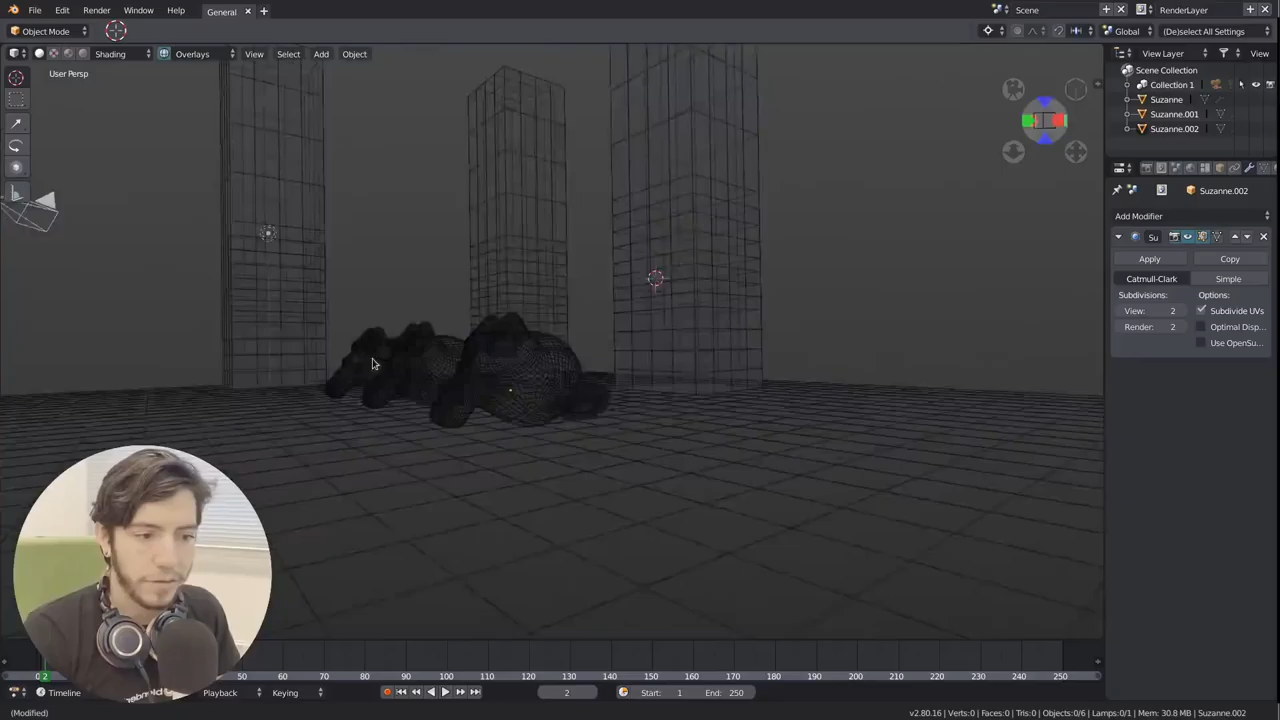 File Edit Render Window Help General Scene RenderLayer
Object Mode Global (De)select All Settings
Shading Overlays View Select Add Object View Layer View
User Persp
Scene Collection
Collection 1
Suzanne
Suzanne.001
Suzanne.002
Suzanne.002
Add Modifier
Su
Apply Copy
Catmull-Clark Simple
Subdivisions: Options:
View: 2 Subdivide UVs
Render: 2 Optimal Disp...
Use OpenSu...
2 50 60 70 80 90 100 110 120 130 140 150 160 170 180 190 200 210 220 230 240 250
Timeline Playback Keying 2 Start: 1 End: 250
(Modified) v2.80.16 | Verts:0 | Faces:0 | Tris:0 | Objects:0/6 | Lamps:0/1 | Mem: 30.8 MB | Suzanne.002